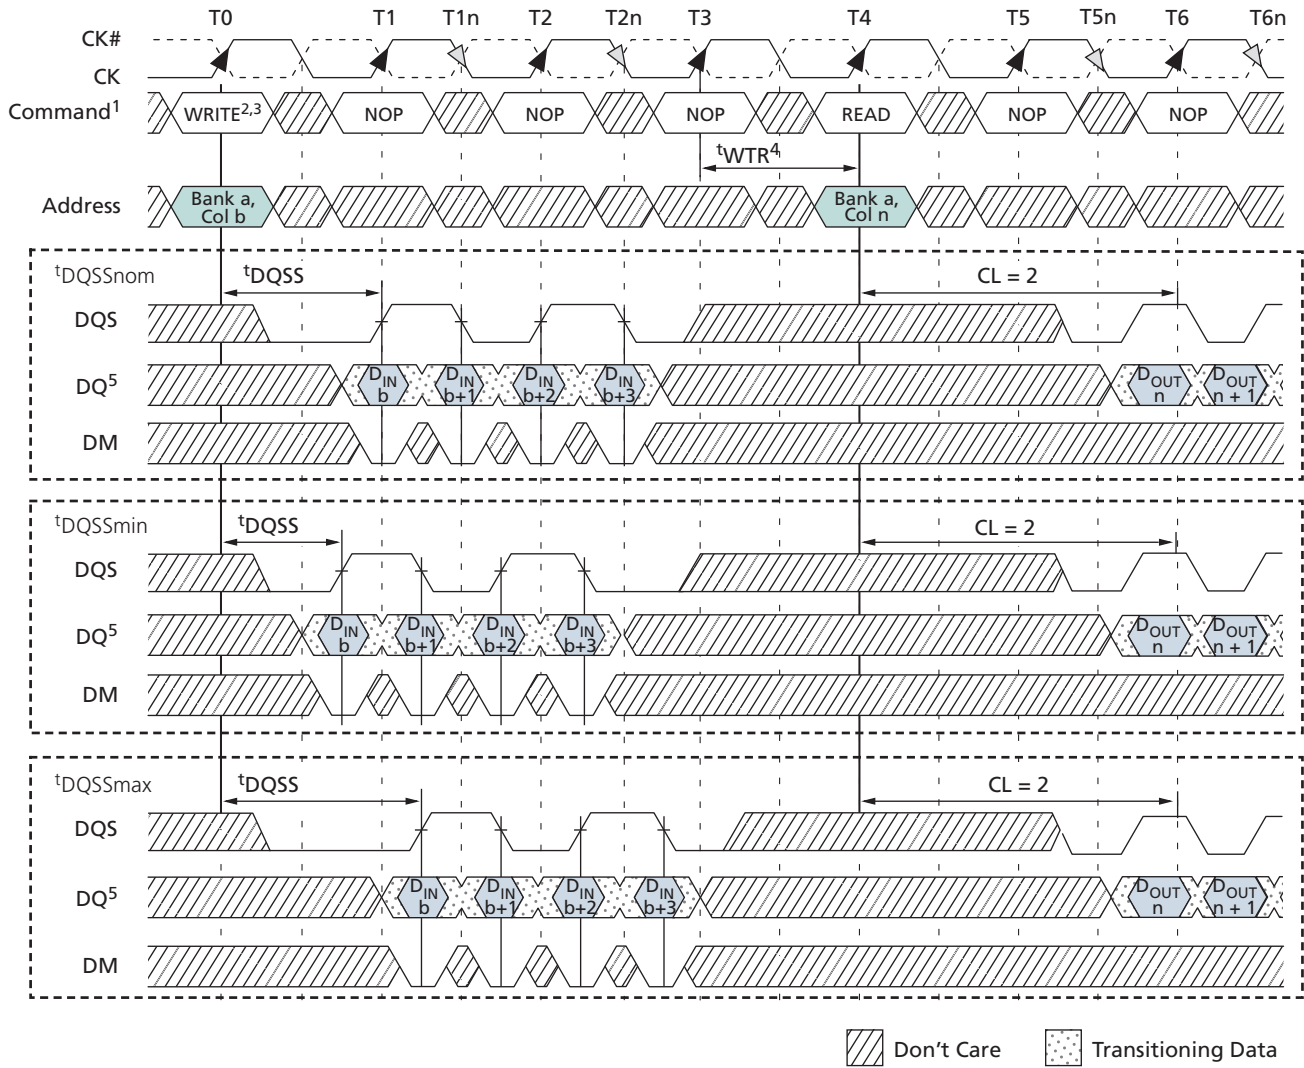 T0 T1 T1n T2 T2n T3 T4 T5 T5n T6 T6n
CK#
CK
Command1 WRITE2,3 NOP NOP NOP READ NOP NOP
tWTR4
Address Bank a, Col b Bank a, Col n
tDQSSnom tDQSS CL = 2
DQS
DQ5 DIN b DIN b+1 DIN b+2 DIN b+3 DOUT n DOUT n + 1
DM
tDQSSmin tDQSS CL = 2
DQS
DQ5 DIN b DIN b+1 DIN b+2 DIN b+3 DOUT n DOUT n + 1
DM
tDQSSmax tDQSS CL = 2
DQS
DQ5 DIN b DIN b+1 DIN b+2 DIN b+3 DOUT n DOUT n + 1
DM
Don't Care Transitioning Data